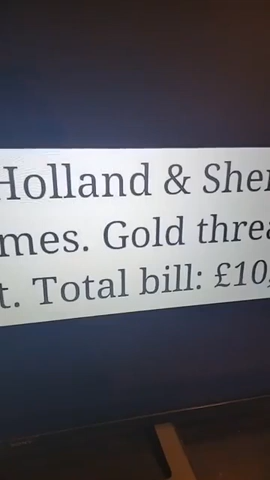 Holland & Sher
mes. Gold threa
t. Total bill: £10,